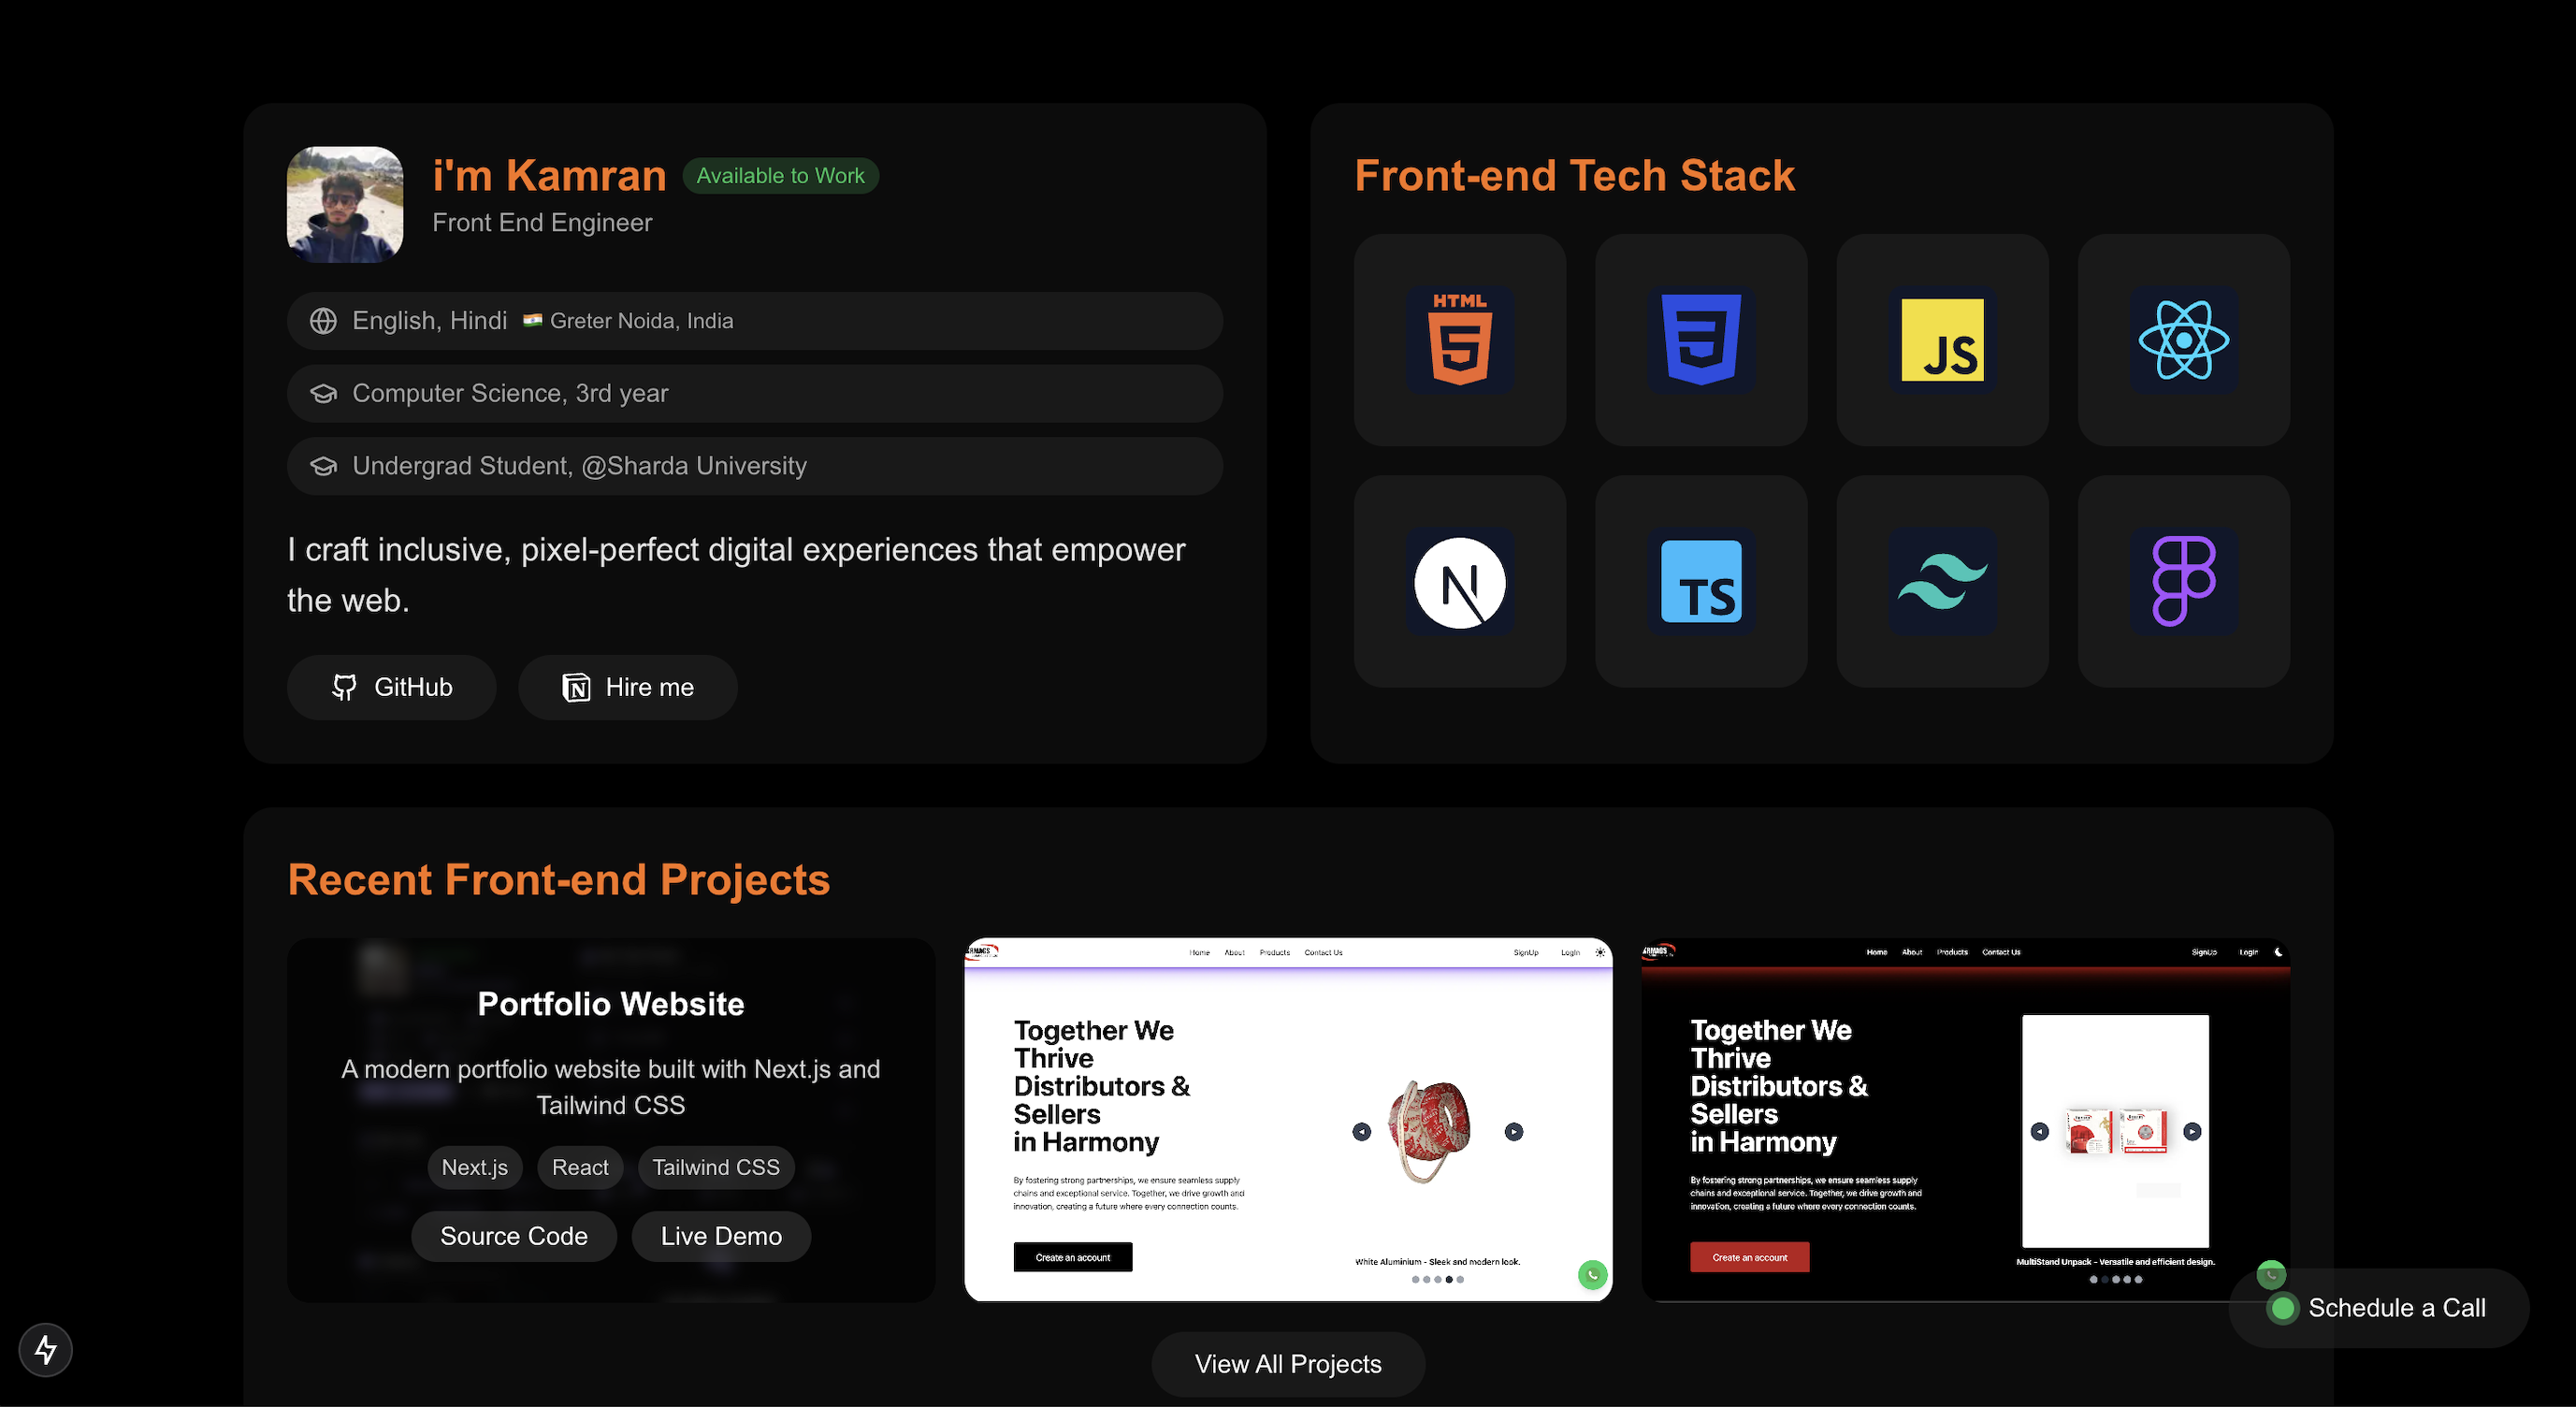 i'm Kamran
Available to Work
Front End Engineer
English, Hindi 🇮🇳 Greter Noida, India
Computer Science, 3rd year
Undergrad Student, @Sharda University
I craft inclusive, pixel-perfect digital experiences that empower
the web.
GitHub
Hire me
Front-end Tech Stack
HTML
5
3
JS
N
TS
Recent Front-end Projects
Portfolio Website
A modern portfolio website built with Next.js and
Tailwind CSS
Next.js React Tailwind CSS
Source Code Live Demo
Home About Products Contact Us SignUp LogIn
Together We
Thrive
Distributors &
Sellers
in Harmony
By fostering strong partnerships, we ensure seamless supply
chains and exceptional service. Together, we drive growth and
innovation, creating a future where every connection counts.
Create an account
White Aluminium - Sleek and modern look.
Home About Products Contact Us SignUp LogIn
Together We
Thrive
Distributors &
Sellers
in Harmony
By fostering strong partnerships, we ensure seamless supply
chains and exceptional service. Together, we drive growth and
innovation, creating a future where every connection counts.
Create an account
MultiStand Unpack - Versatile and efficient design.
Schedule a Call
View All Projects